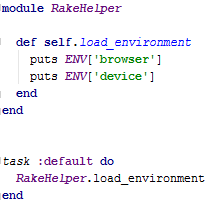 module RakeHelper
def self.load_environment
puts ENV['browser']
puts ENV['device']
end
end
task :default do
RakeHelper.load_environment
end